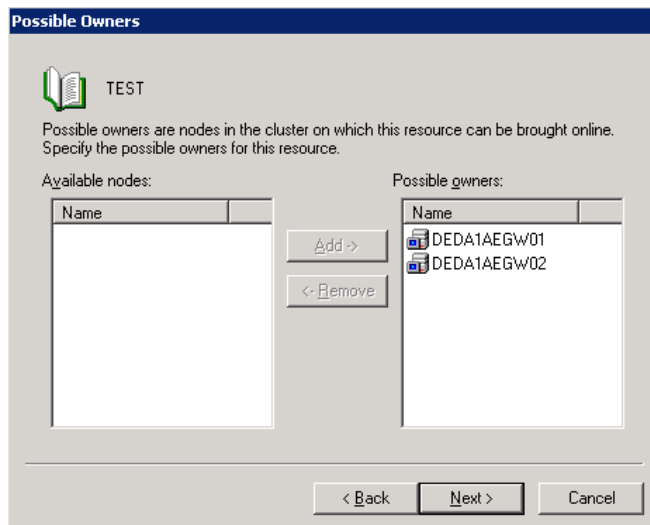 Possible Owners
TEST
Possible owners are nodes in the cluster on which this resource can be brought online.
Specify the possible owners for this resource.
Available nodes:
Possible owners:
Name
Name
DEDA1AEGW01
DEDA1AEGW02
Add ->
<- Remove
< Back
Next >
Cancel